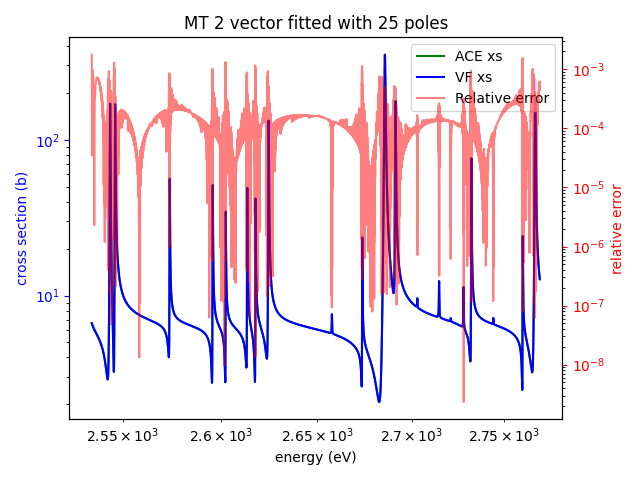 MT 2 vector fitted with 25 poles
ACE xs
VF xs
Relative error
cross section (b)
10²
10¹
relative error
10⁻³
10⁻⁴
10⁻⁵
10⁻⁶
10⁻⁷
10⁻⁸
2.55 × 10³ 2.6 × 10³ 2.65 × 10³ 2.7 × 10³ 2.75 × 10³
energy (eV)